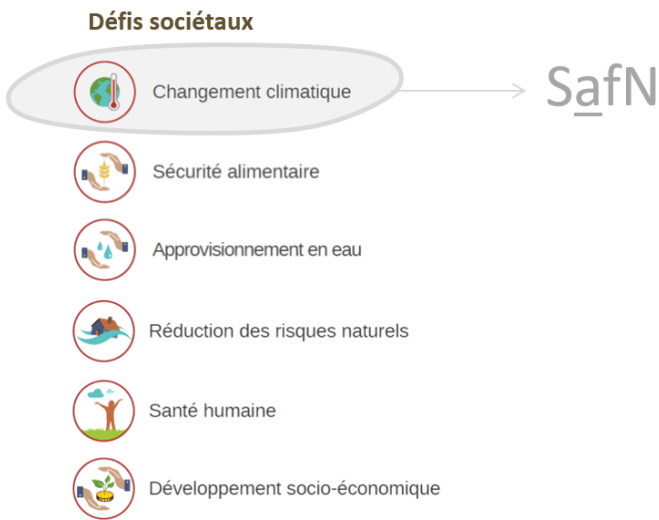 Défis sociétaux
Changement climatique
SafN
Sécurité alimentaire
Approvisionnement en eau
Réduction des risques naturels
Santé humaine
Développement socio-économique